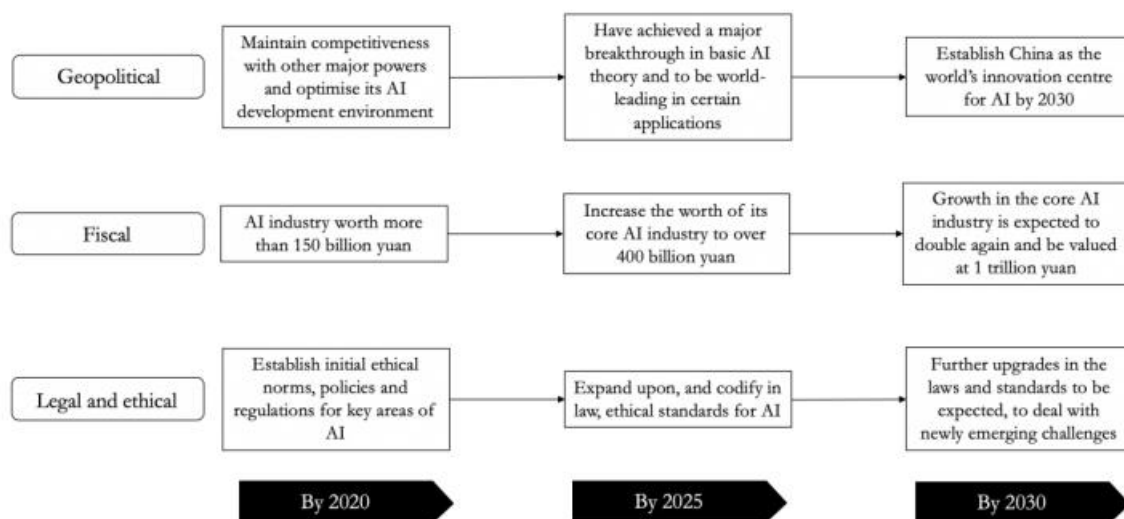 Geopolitical
Maintain competitiveness
with other major powers
and optimise its AI
development environment
Have achieved a major
breakthrough in basic AI
theory and to be world-
leading in certain
applications
Establish China as the
world's innovation centre
for AI by 2030
Fiscal
AI industry worth more
than 150 billion yuan
Increase the worth of its
core AI industry to over
400 billion yuan
Growth in the core AI
industry is expected to
double again and be valued
at 1 trillion yuan
Legal and ethical
Establish initial ethical
norms, policies and
regulations for key areas of
AI
Expand upon, and codify in
law, ethical standards for AI
Further upgrades in the
laws and standards to be
expected, to deal with
newly emerging challenges
By 2020
By 2025
By 2030